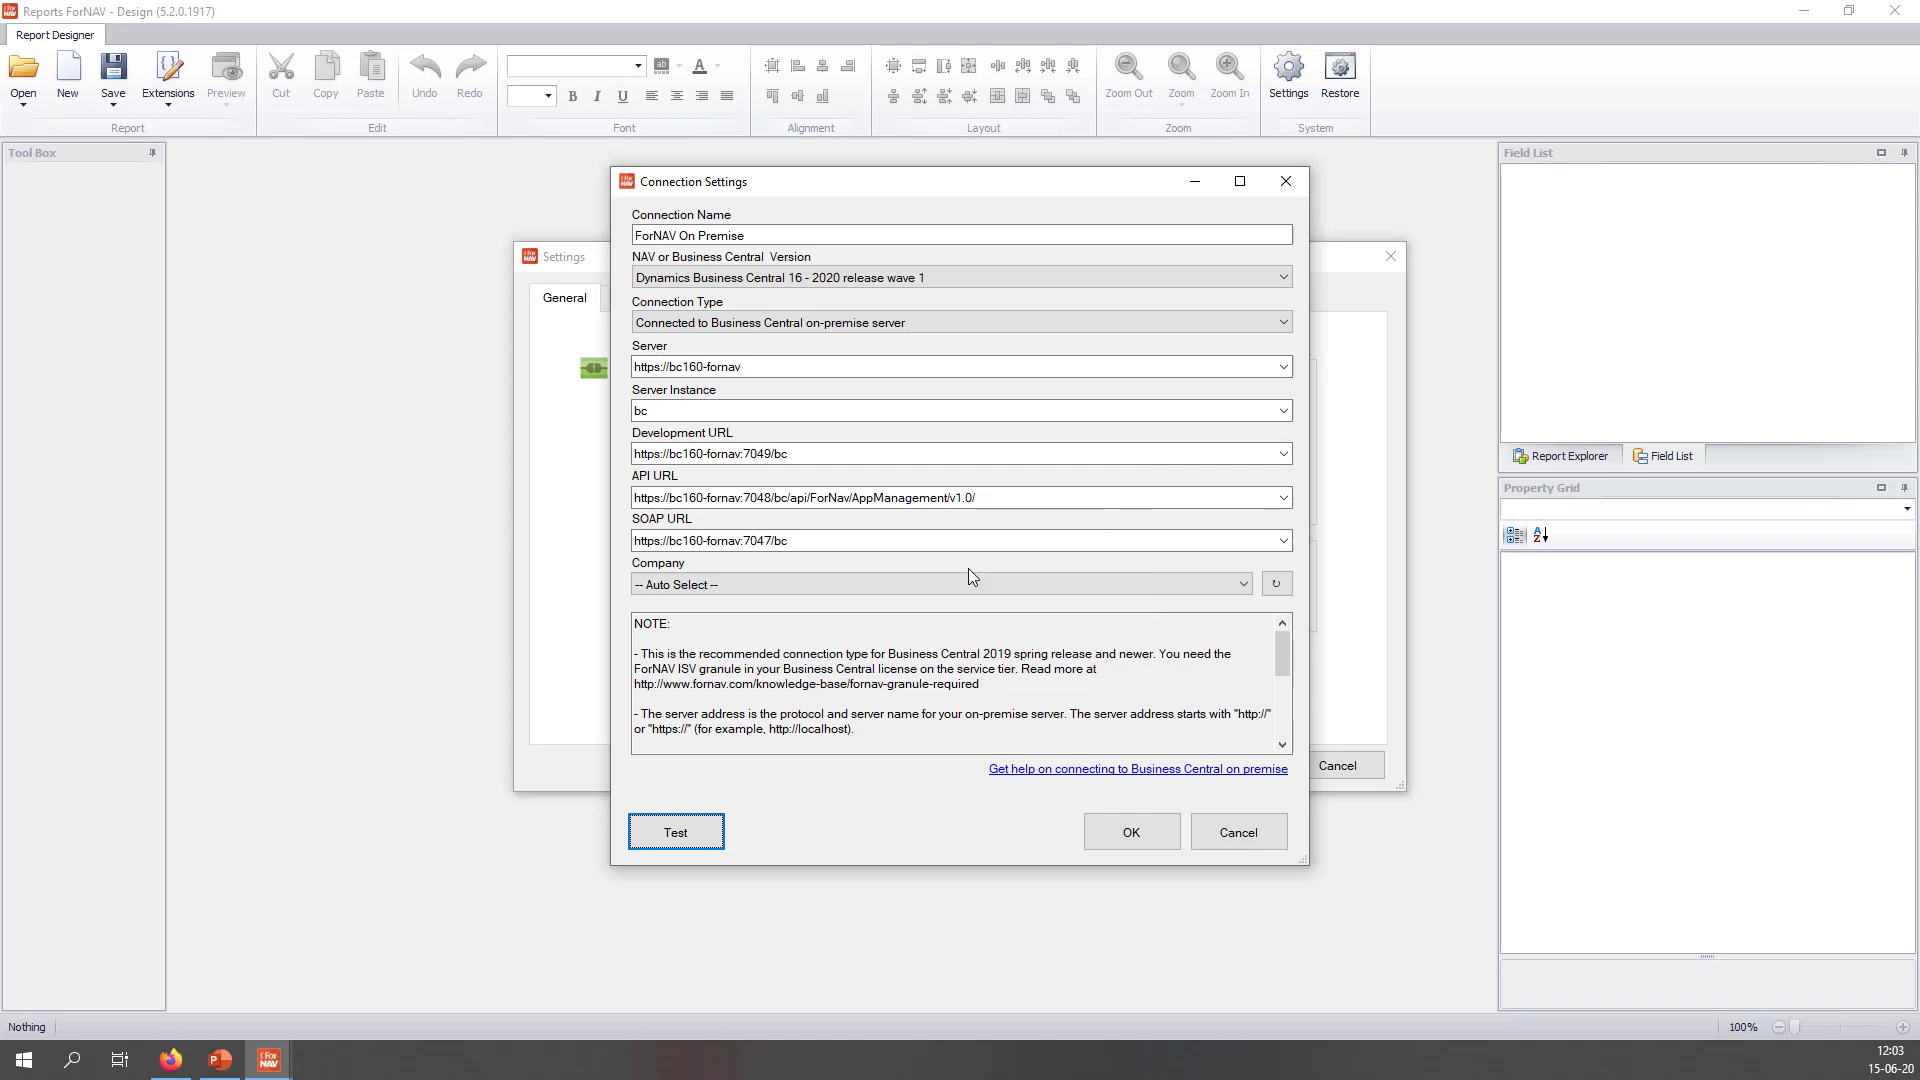 Reports ForNAV - Design (5.2.0.1917)
Report Designer
Open
New
Save
Extensions
Preview
Report
Cut
Copy
Paste
Undo
Redo
Edit
ab
A
B
I
U
Font
Alignment
Layout
Zoom Out
Zoom
Zoom In
Zoom
Settings
Restore
System
Tool Box
Settings
General
Cancel
Connection Settings
Connection Name
ForNAV On Premise
NAV or Business Central  Version
Dynamics Business Central 16 - 2020 release wave 1
Connection Type
Connected to Business Central on-premise server
Server
https://bc160-fornav
Server Instance
bc
Development URL
https://bc160-fornav:7049/bc
API URL
https://bc160-fornav:7048/bc/api/ForNav/AppManagement/v1.0/
SOAP URL
https://bc160-fornav:7047/bc
Company
-- Auto Select --
NOTE:
- This is the recommended connection type for Business Central 2019 spring release and newer. You need the
ForNAV ISV granule in your Business Central license on the service tier. Read more at
http://www.fornav.com/knowledge-base/fornav-granule-required
- The server address is the protocol and server name for your on-premise server. The server address starts with "http://"
or "https://" (for example, http://localhost).
Get help on connecting to Business Central on premise
Test
OK
Cancel
Field List
Report Explorer
Field List
Property Grid
Nothing
100%
12:03
15-06-20